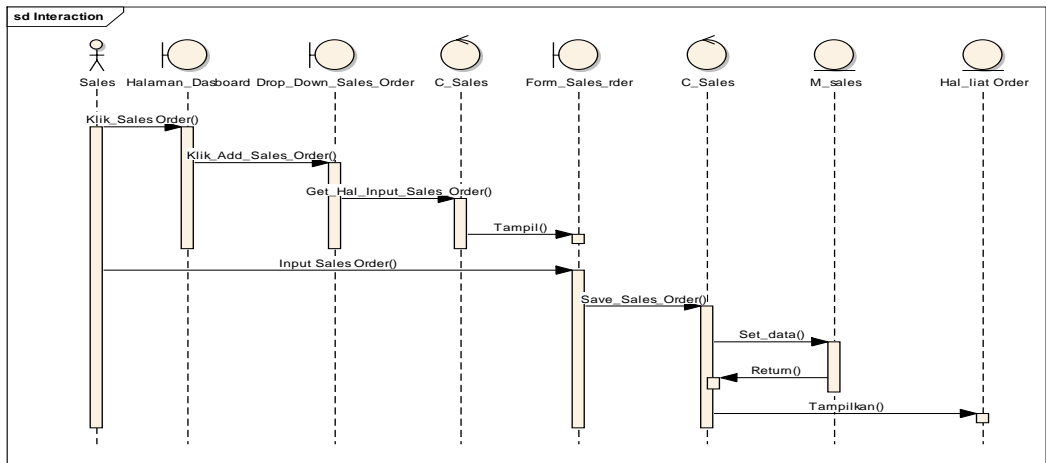 sd Interaction
Sales
Halaman_Dasboard
Drop_Down_Sales_Order
C_Sales
Form_Sales_rder
C_Sales
M_sales
Hal_liat Order
Klik_Sales Order()
Klik_Add_Sales_Order()
Get_Hal_Input_Sales_Order()
Tampil()
Input Sales Order()
Save_Sales_Order()
Set_data()
Return()
Tampilkan()